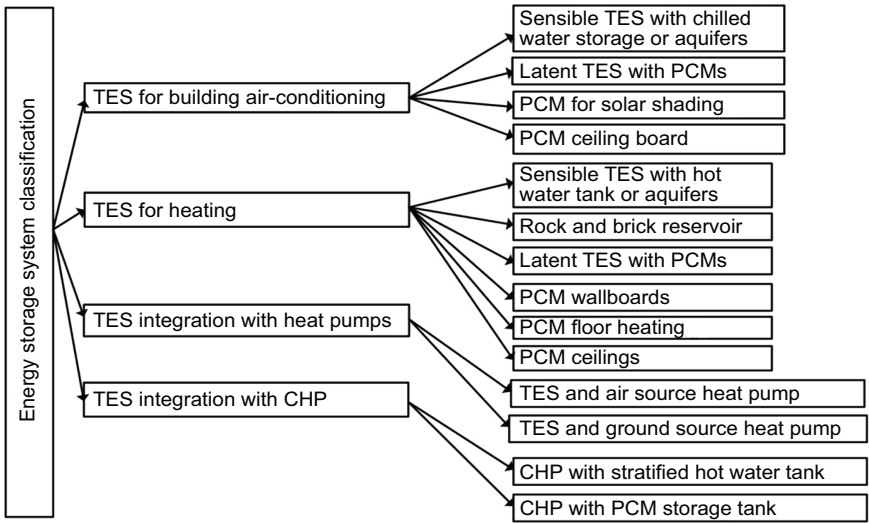 Energy storage system classification
TES for building air-conditioning
Sensible TES with chilled
water storage or aquifers
Latent TES with PCMs
PCM for solar shading
PCM ceiling board
TES for heating
Sensible TES with hot
water tank or aquifers
Rock and brick reservoir
Latent TES with PCMs
PCM wallboards
PCM floor heating
PCM ceilings
TES integration with heat pumps
TES and air source heat pump
TES and ground source heat pump
TES integration with CHP
CHP with stratified hot water tank
CHP with PCM storage tank